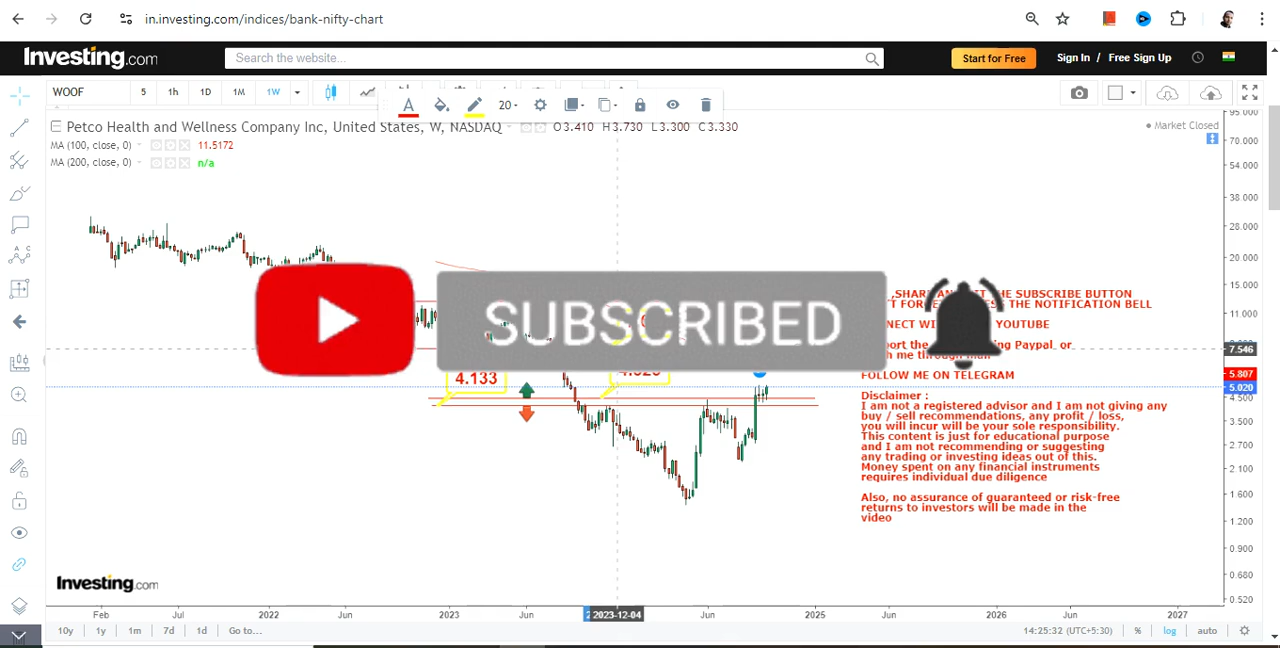 in.investing.com/indices/bank-nifty-chart
Investing.com
Search the website...
Start for Free
Sign In / Free Sign Up
WOOF
5
1h
1D
1M
1W
20
Petco Health and Wellness Company Inc, United States, W, NASDAQ
O3.410 H3.730 L3.300 C3.330
Market Closed
MA (100, close, 0)
11.5172
MA (200, close, 0)
n/a
95.000
70.000
54.000
38.000
28.000
20.000
15.000
11.000
7.546
5.807
5.020
4.500
3.500
2.700
2.100
1.600
1.200
0.900
0.680
0.520
SUBSCRIBED
THE SUBSCRIBE BUTTON
THE NOTIFICATION BELL
YOUTUBE
Paypal or
FOLLOW ME ON TELEGRAM
4.133
Disclaimer :
I am not a registered advisor and I am not giving any
buy / sell recommendations, any profit / loss,
you will incur will be your sole responsibility.
This content is just for educational purpose
and I am not recommending or suggesting
any trading or investing ideas out of this.
Money spent on any financial instruments
requires individual due diligence
Also, no assurance of guaranteed or risk-free
returns to investors will be made in the
video
Investing.com
Feb
Jul
2022
Jun
2023
Jun
2023-12-04
Jun
2025
Jun
2026
Jun
2027
10y
1y
1m
7d
1d
Go to...
14:25:32 (UTC+5:30)
%
log
auto